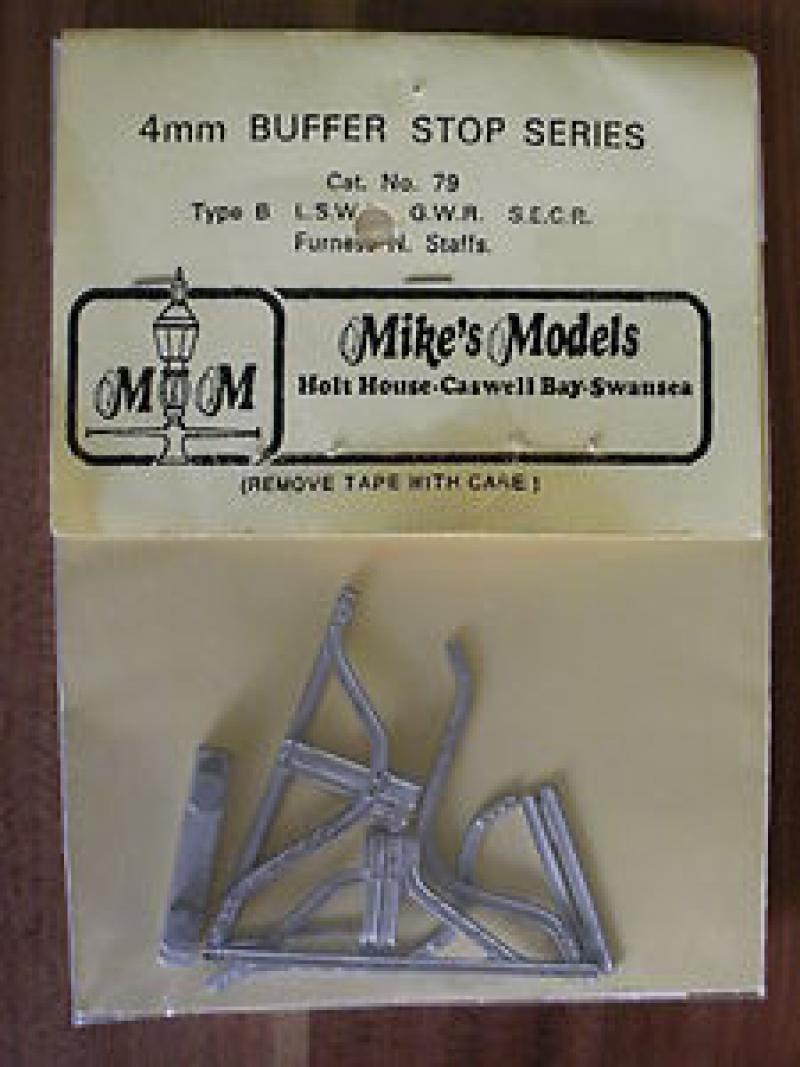 4mm BUFFER STOP SERIES
Cat. No. 79
Type B L.S.W. G.W.R. S.E.C.R.
Furness N. Staffs.
M M
Mike's Models
Holt House-Caswell Bay-Swansea
(REMOVE TAPE WITH CARE)